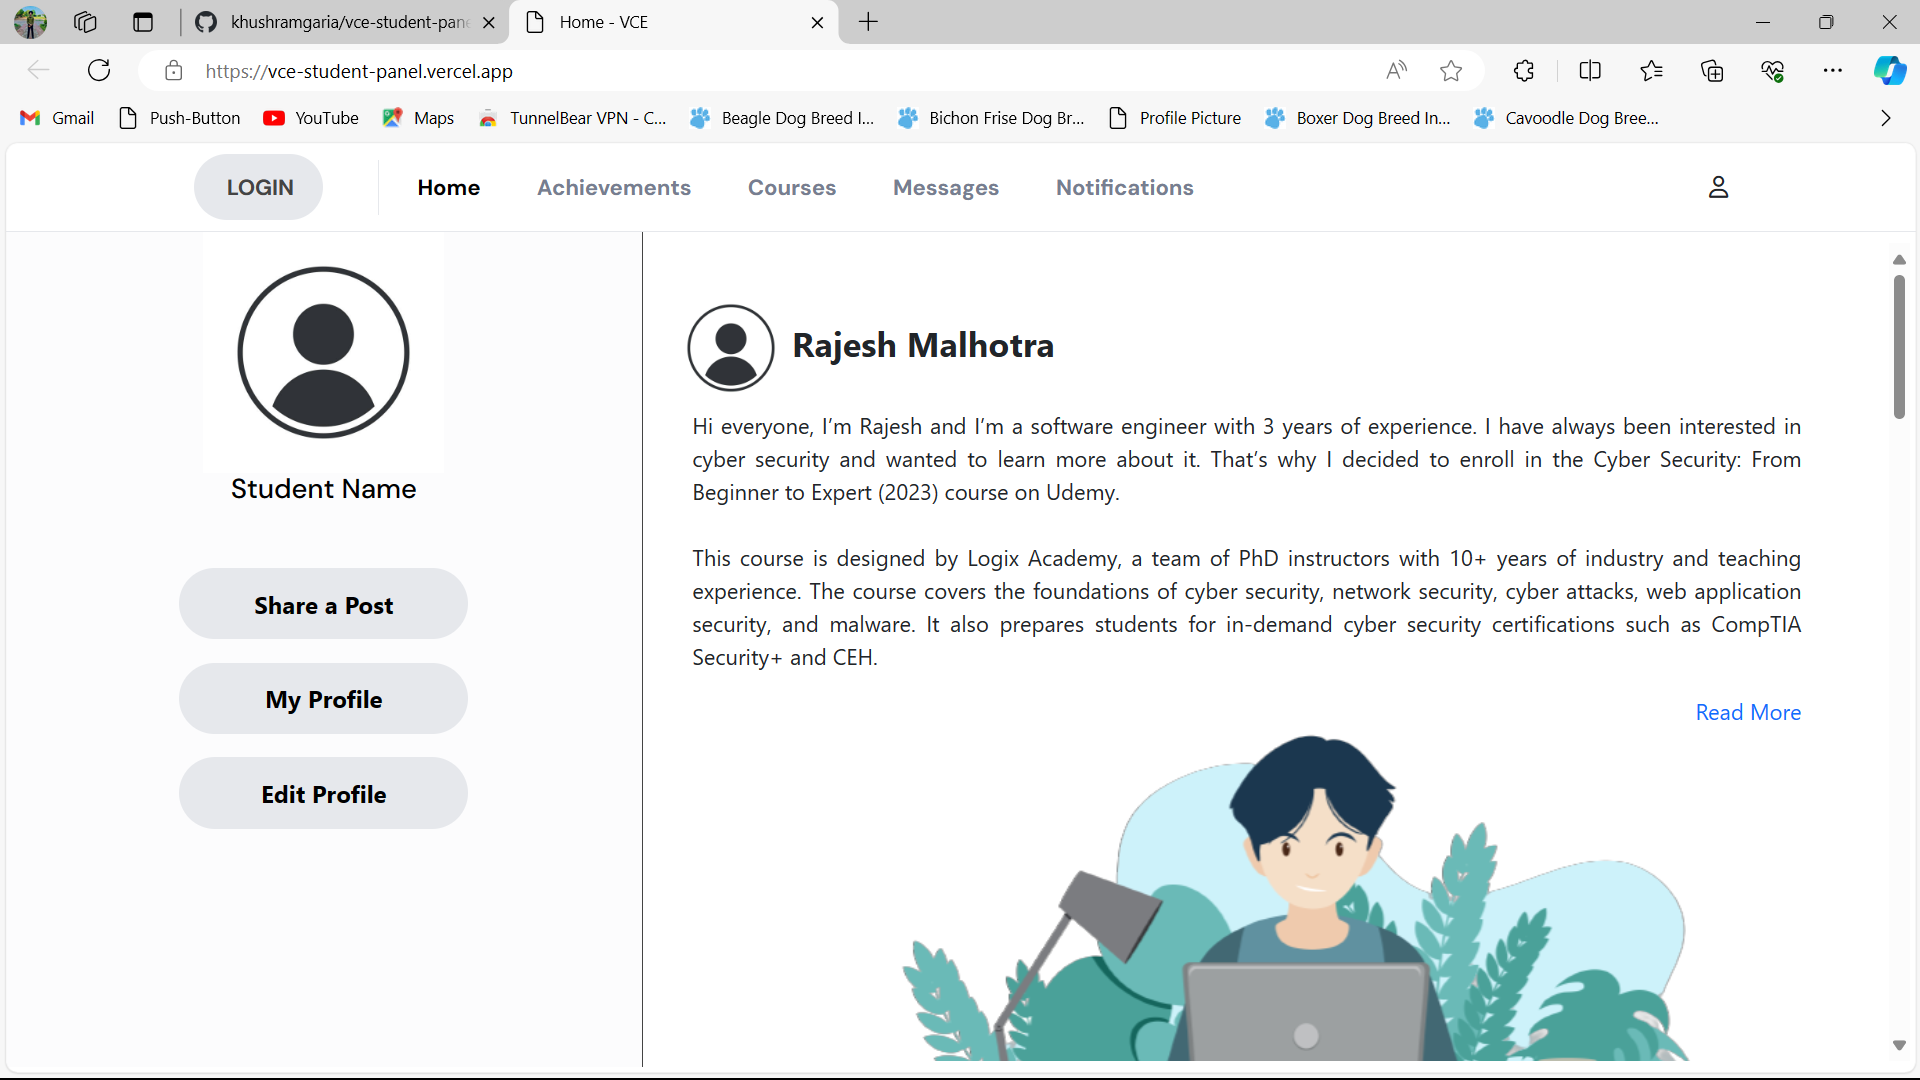 khushramgaria/vce-student-pane
Home - VCE
https://vce-student-panel.vercel.app
Gmail
Push-Button
YouTube
Maps
TunnelBear VPN - C...
Beagle Dog Breed I...
Bichon Frise Dog Br...
Profile Picture
Boxer Dog Breed In...
Cavoodle Dog Bree...
LOGIN
Home
Achievements
Courses
Messages
Notifications
Student Name
Share a Post
My Profile
Edit Profile
Rajesh Malhotra
Hi everyone, I’m Rajesh and I’m a software engineer with 3 years of experience. I have always been interested in
cyber security and wanted to learn more about it. That’s why I decided to enroll in the Cyber Security: From
Beginner to Expert (2023) course on Udemy.
This course is designed by Logix Academy, a team of PhD instructors with 10+ years of industry and teaching
experience. The course covers the foundations of cyber security, network security, cyber attacks, web application
security, and malware. It also prepares students for in-demand cyber security certifications such as CompTIA
Security+ and CEH.
Read More